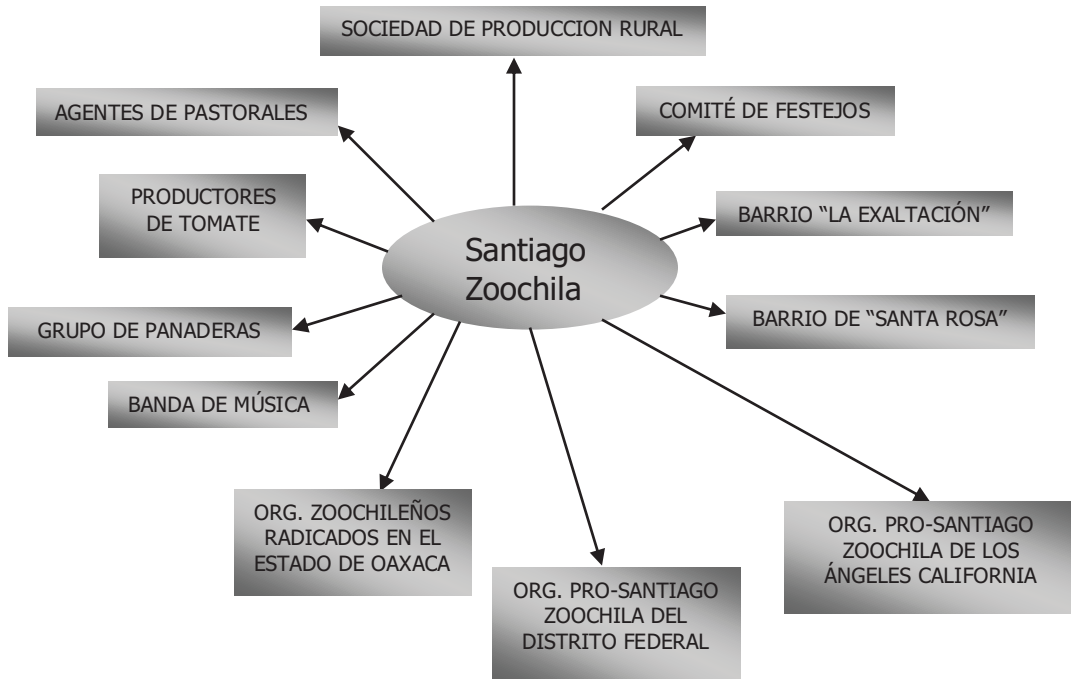 SOCIEDAD DE PRODUCCION RURAL
AGENTES DE PASTORALES
COMITÉ DE FESTEJOS
PRODUCTORES
DE TOMATE
BARRIO “LA EXALTACIÓN”
Santiago
Zoochila
GRUPO DE PANADERAS
BARRIO DE “SANTA ROSA”
BANDA DE MÚSICA
ORG. ZOOCHILEÑOS
RADICADOS EN EL
ESTADO DE OAXACA
ORG. PRO-SANTIAGO
ZOOCHILA DEL
DISTRITO FEDERAL
ORG. PRO-SANTIAGO
ZOOCHILA DE LOS
ÁNGELES CALIFORNIA